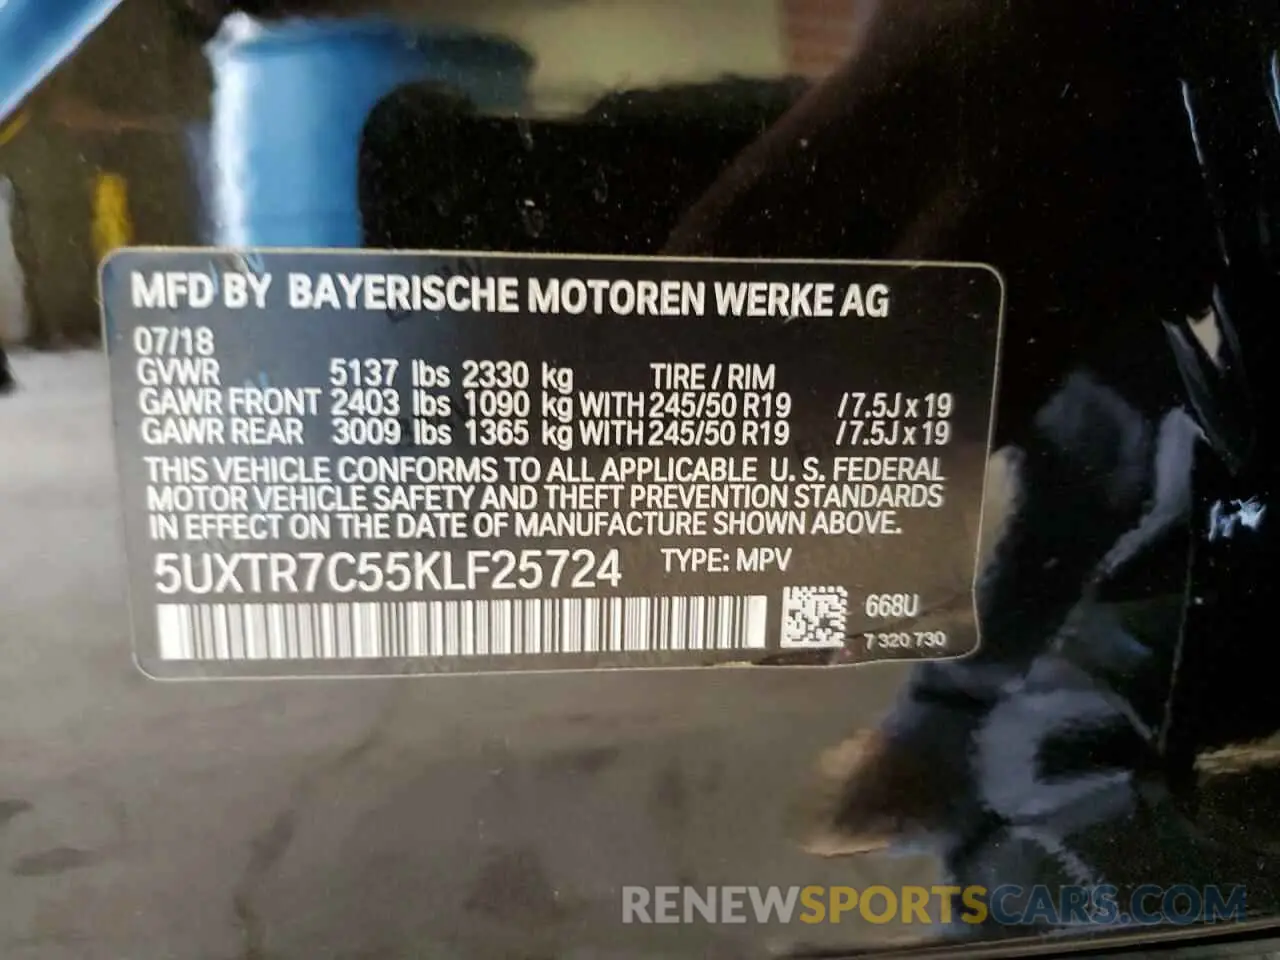 MFD BY BAYERISCHE MOTOREN WERKE AG
07/18
GVWR 5137 lbs 2330 kg TIRE / RIM
GAWR FRONT 2403 lbs 1090 kg WITH 245/50 R19 / 7.5J x 19
GAWR REAR 3009 lbs 1365 kg WITH 245/50 R19 / 7.5J x 19
THIS VEHICLE CONFORMS TO ALL APPLICABLE U. S. FEDERAL
MOTOR VEHICLE SAFETY AND THEFT PREVENTION STANDARDS
IN EFFECT ON THE DATE OF MANUFACTURE SHOWN ABOVE.
5UXTR7C55KLF25724 TYPE: MPV
668U
7 320 730
RENEWSPORTSCARS.COM